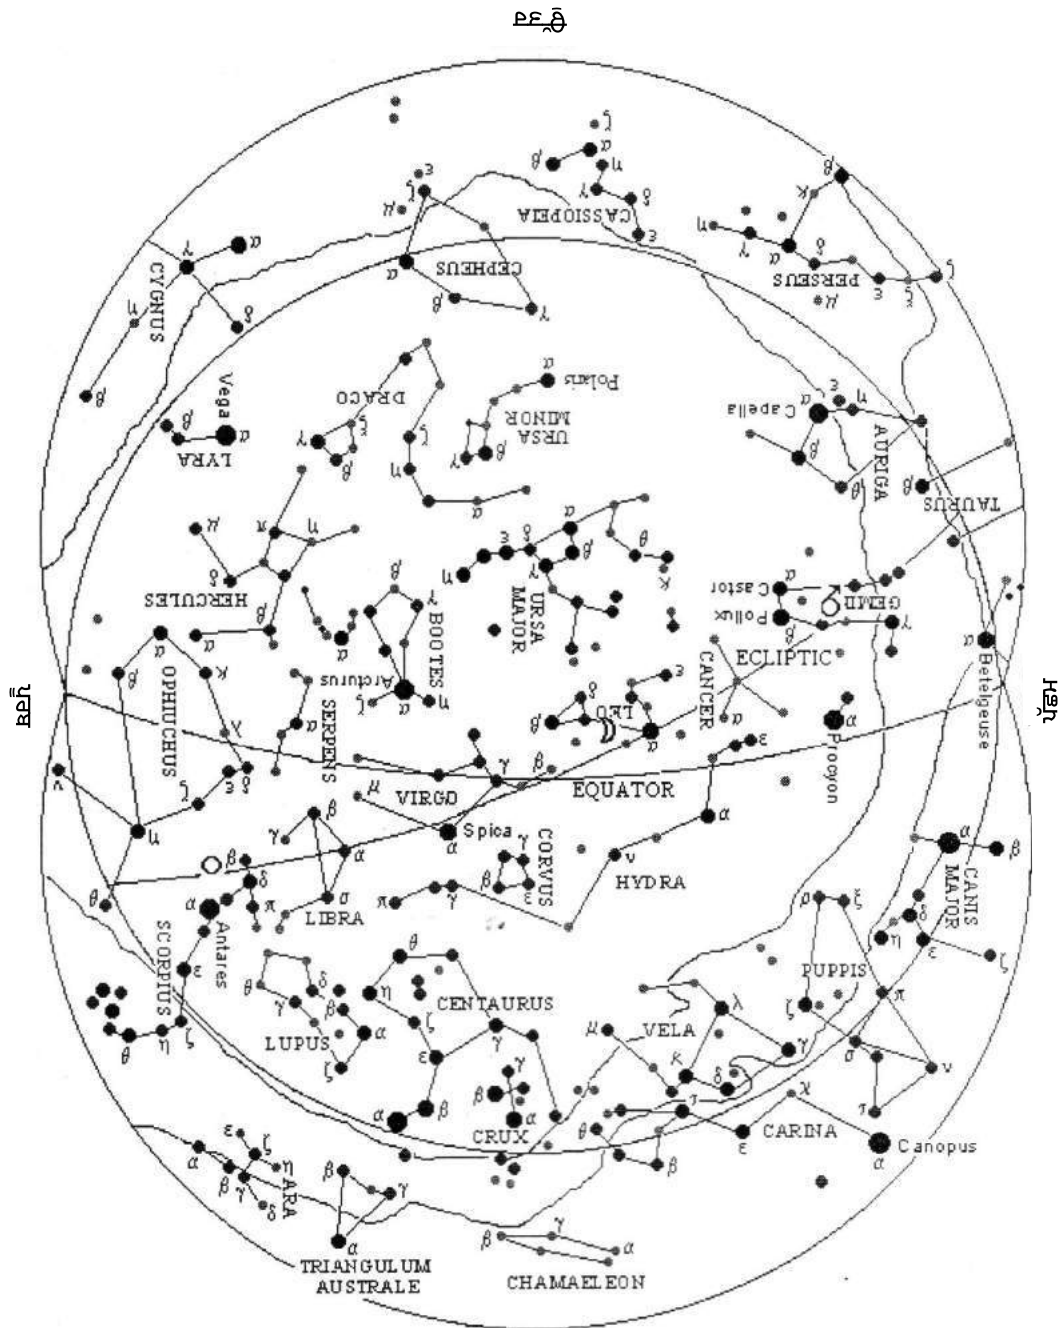 ζ
α
β
η
γ
δ
ε
CASSIOPEIA
β
κ
η
γ
α
δ
ε
ξ
ζ
μ
PERSEUS
ε
ζ
μ
α
β
γ
CEPHEUS
α
γ
δ
η
β
CYGNUS
Vega
α
β
LYRA
DRACO
ξ
γ
β
ζ
η
α
α
Polaris
URSA
MINOR
γ
β
Capella
α
ε
η
β
θ
AURIGA
β
TAURUS
μ
π
η
δ
β
α
HERCULES
β
γ
BOOTES
Arcturus
α
ζ
η
α
η
ε
δ
α
β
γ
θ
κ
URSA
MAJOR
Castor
α
Pollux
β
♂
γ
ECLIPTIC
α
Betelgeuse
α
β
κ
λ
δ
ε
ζ
η
ν
θ
OPHIUCHUS
α
SERPENS
δ
β
ε
α
LEO
CANCER
α
α
Procyon
VIRGO
μ
γ
β
α
Spica
EQUATOR
ε
α
ν
π
γ
HYDRA
CORVUS
γ
β
ε
β
γ
α
σ
LIBRA
β
δ
π
α
Antares
SCORPIUS
ε
ζ
η
θ
α
β
CANIS
MAJOR
δ
η
ε
ζ
ρ
ξ
PUPPIS
ζ
π
σ
ν
τ
θ
γ
δ
β
α
ζ
LUPUS
θ
η
ζ
CENTAURUS
γ
ε
β
α
β
α
CRUX
μ
VELA
λ
κ
δ
γ
θ
β
ε
χ
CARINA
Canopus
α
α
ε
ζ
η
β
γ
δ
ARA
β
γ
α
TRIANGULUM
AUSTRALE
β
γ
α
CHAMAELEON